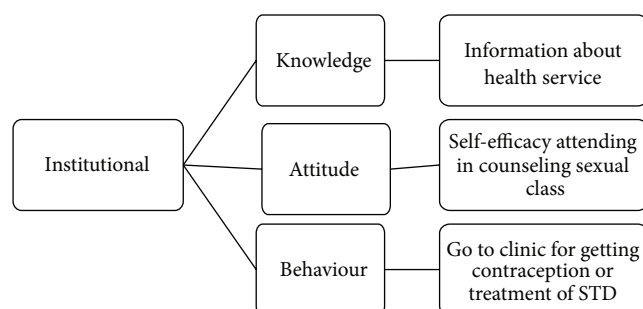 Institutional
Knowledge
Information about
health service
Attitude
Self-efficacy attending
in counseling sexual
class
Behaviour
Go to clinic for getting
contraception or
treatment of STD